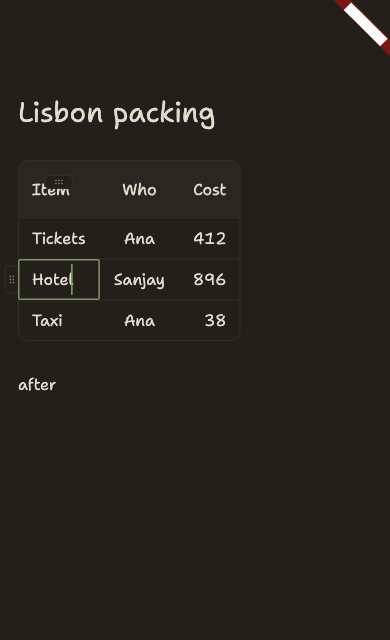 Lisbon packing
Item Who Cost
Tickets Ana 412
Hotel Sanjay 896
Taxi Ana 38
after